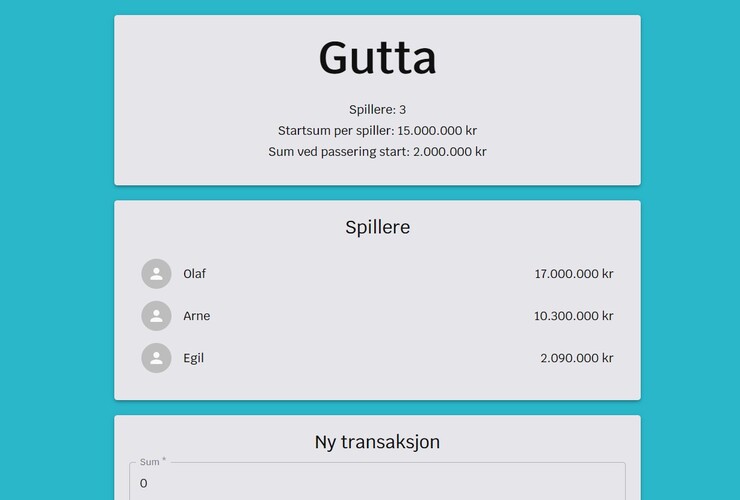 Gutta
Spillere: 3
Startsum per spiller: 15.000.000 kr
Sum ved passering start: 2.000.000 kr
Spillere
Olaf 17.000.000 kr
Arne 10.300.000 kr
Egil 2.090.000 kr
Ny transaksjon
Sum *
0